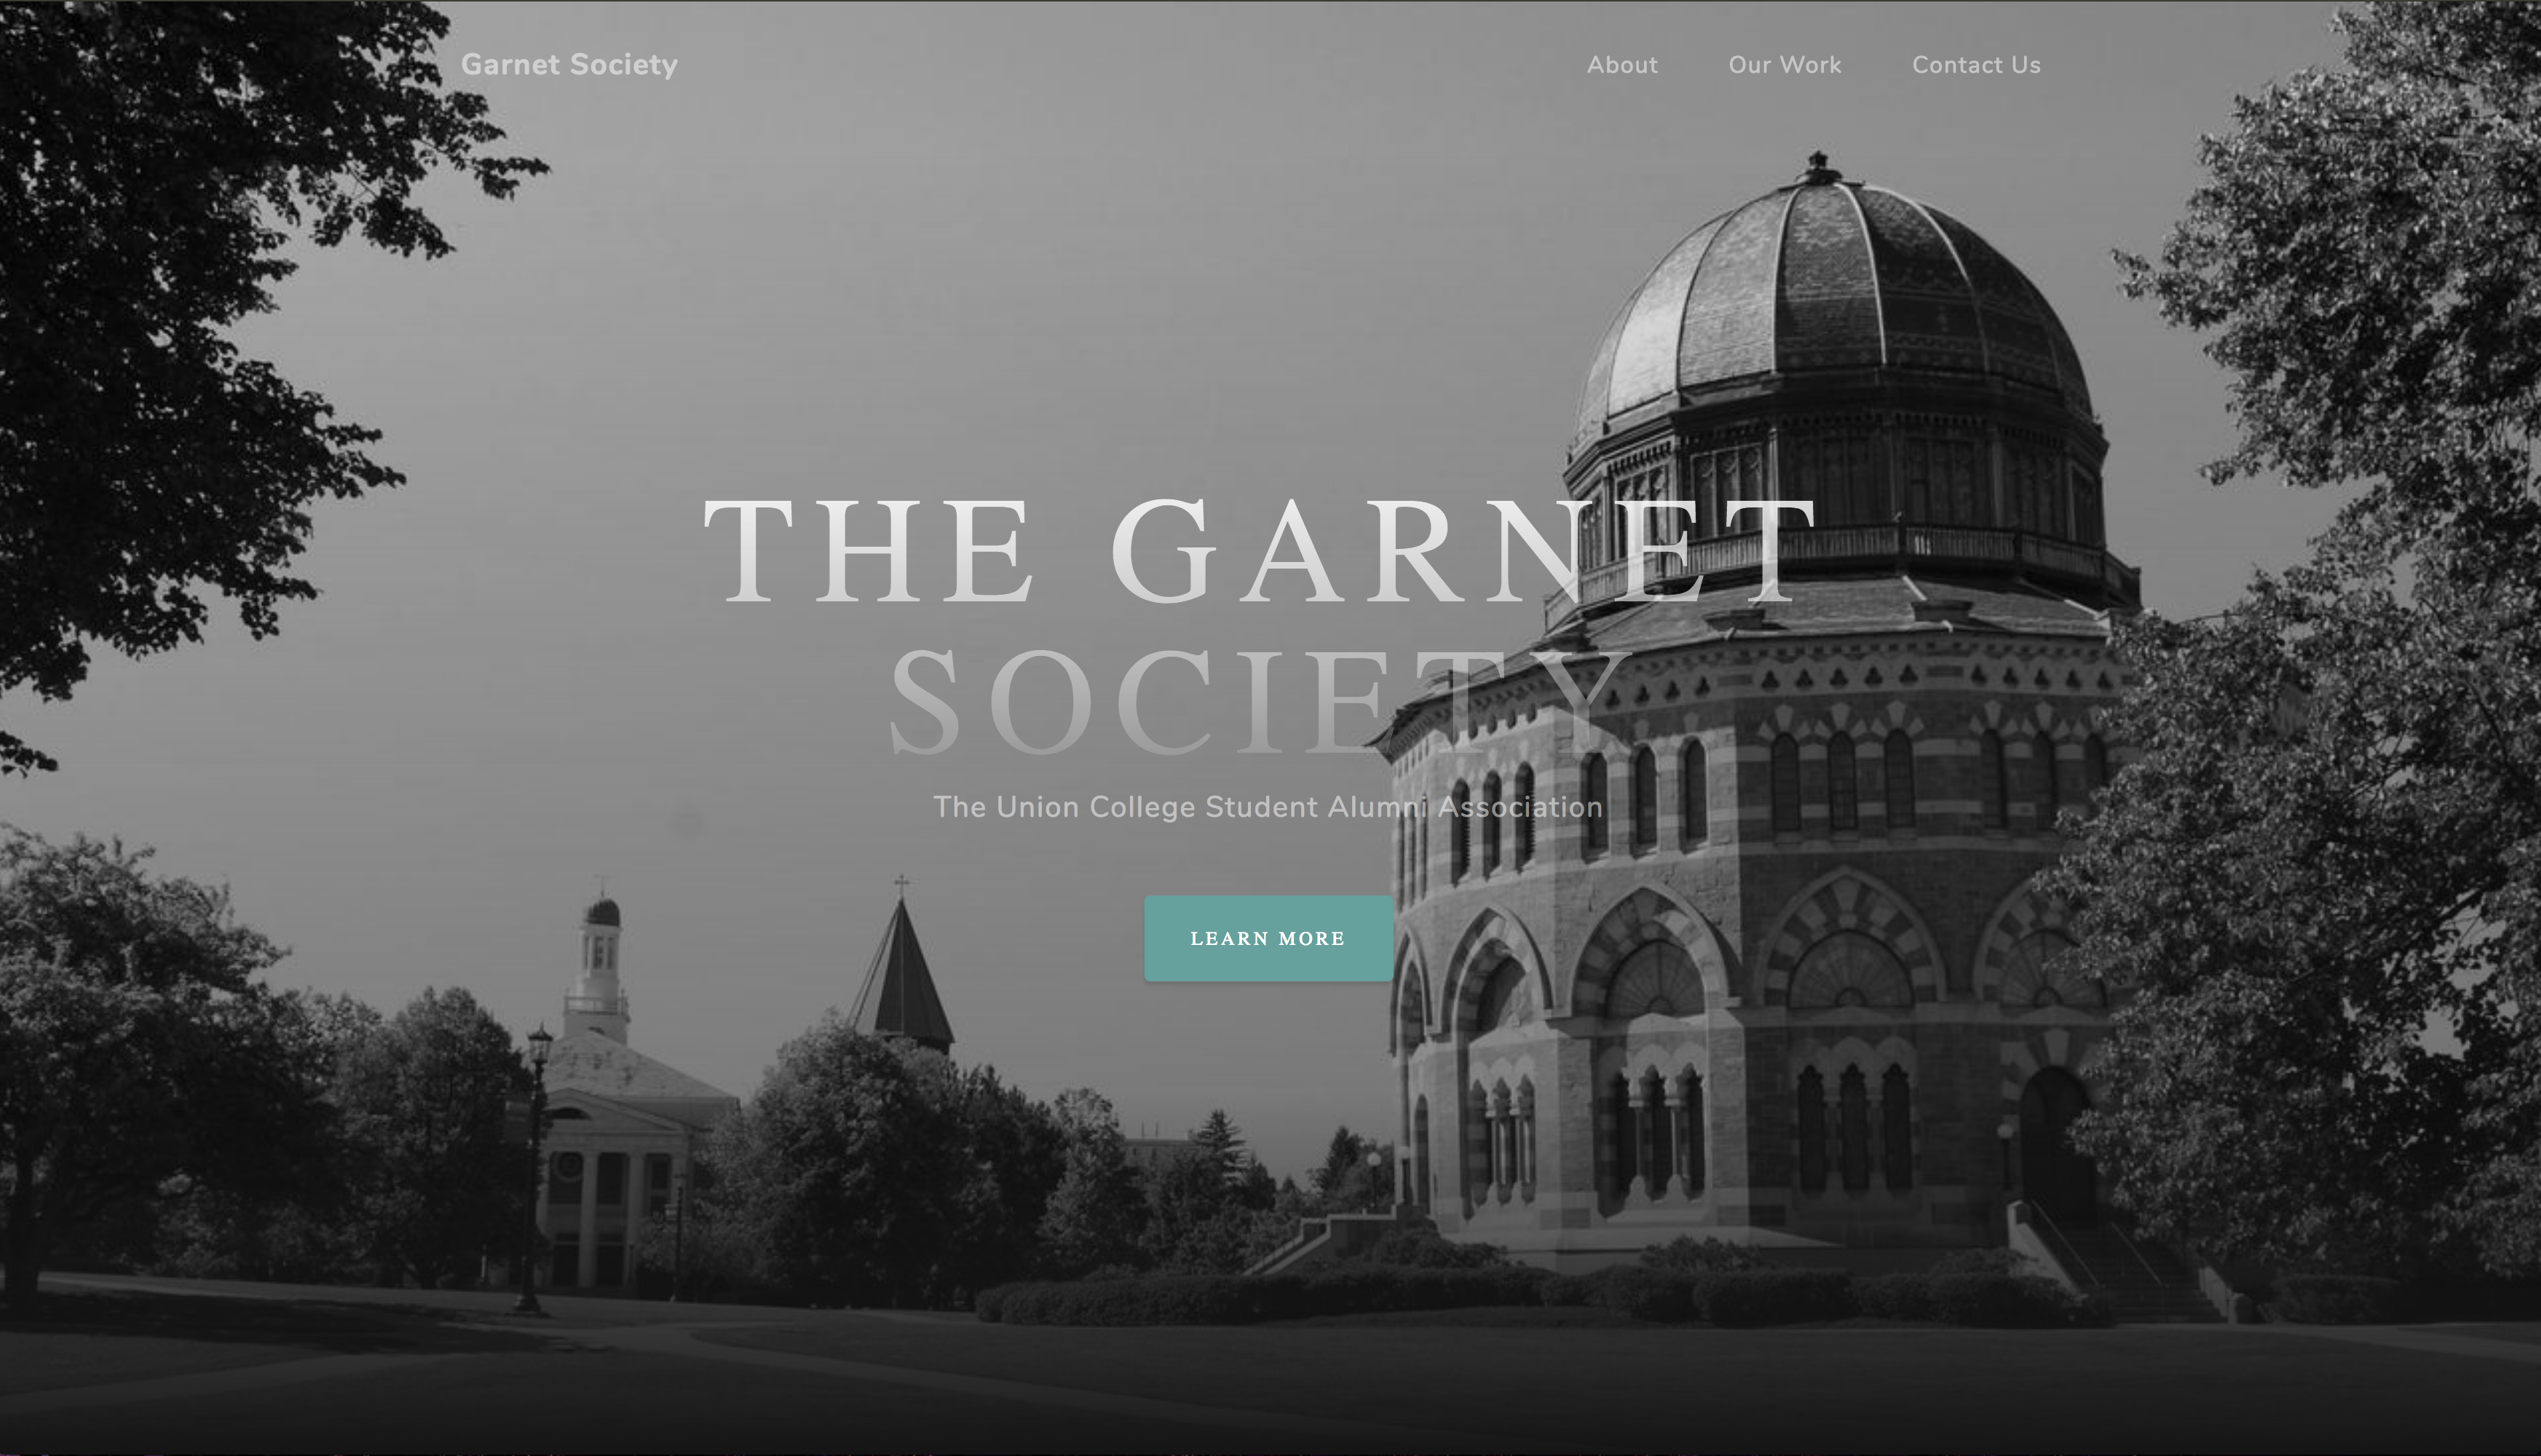 Garnet Society
About Our Work Contact Us
THE GARNET
SOCIETY
The Union College Student Alumni Association
LEARN MORE